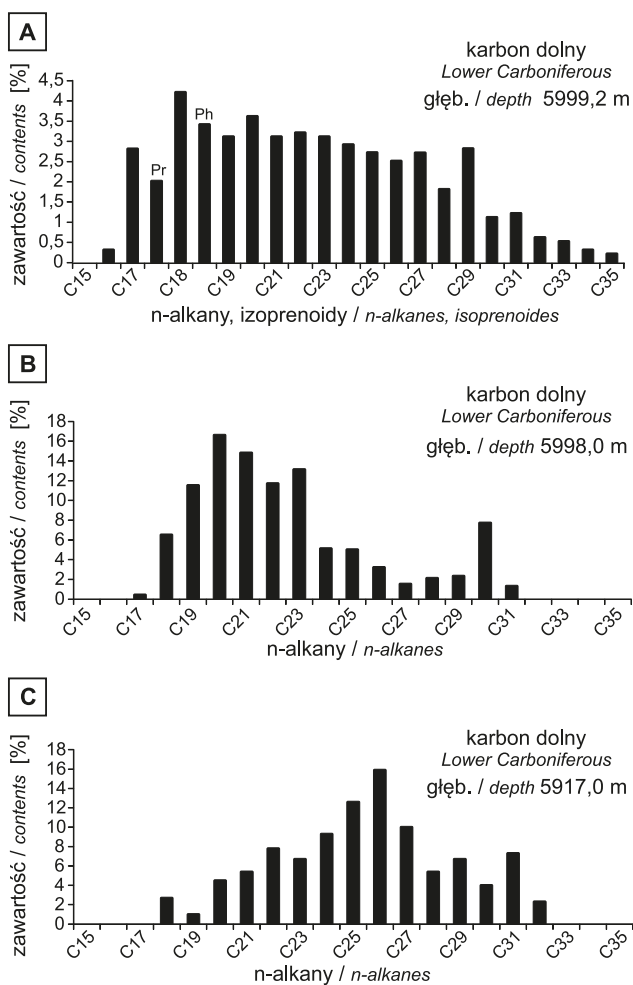 A
karbon dolny
Lower Carboniferous
głęb. / depth 5999,2 m
zawartość / contents [%]
4,5
4
3,5
3
2,5
2
1,5
1
0,5
0
Pr
Ph
C15 C17 C18 C19 C21 C23 C25 C27 C29 C31 C33 C35
n-alkany, izoprenoidy / n-alkanes, isoprenoides
B
karbon dolny
Lower Carboniferous
głęb. / depth 5998,0 m
zawartość / contents [%]
18
16
14
12
10
8
6
4
2
0
C15 C17 C19 C21 C23 C25 C27 C29 C31 C33 C35
n-alkany / n-alkanes
C
karbon dolny
Lower Carboniferous
głęb. / depth 5917,0 m
zawartość / contents [%]
18
16
14
12
10
8
6
4
2
0
C15 C17 C19 C21 C23 C25 C27 C29 C31 C33 C35
n-alkany / n-alkanes